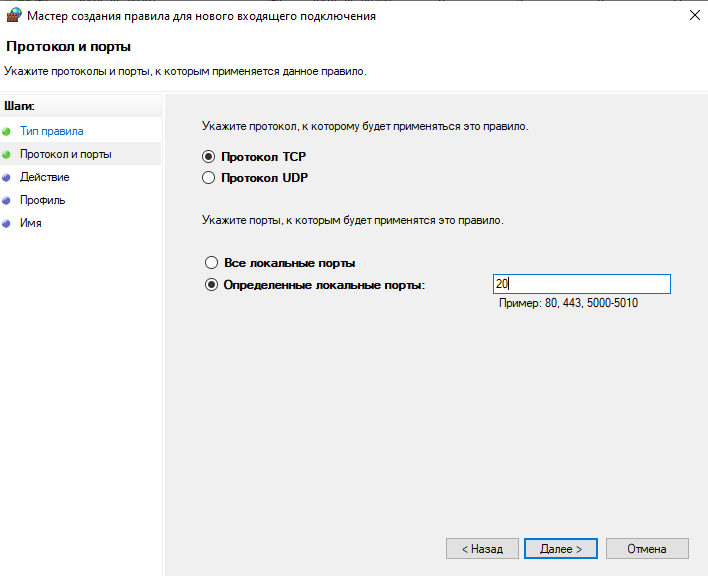 Мастер создания правила для нового входящего подключения
Протокол и порты
Укажите протоколы и порты, к которым применяется данное правило.
Шаги:
Тип правила
Протокол и порты
Действие
Профиль
Имя
Укажите протокол, к которому будет применяться это правило.
Протокол TCP
Протокол UDP
Укажите порты, к которым будет применятся это правило.
Все локальные порты
Определенные локальные порты:
20
Пример: 80, 443, 5000-5010
< Назад
Далее >
Отмена